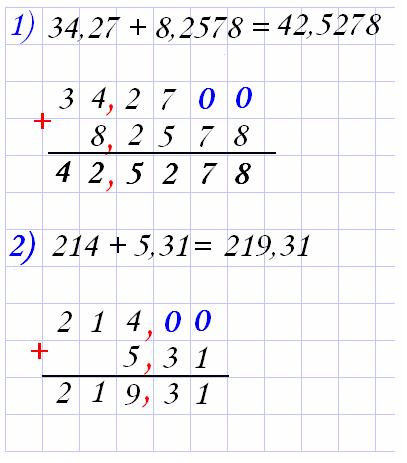 1) 34,27 + 8,2578 = 42,5278
3 4, 2 7 0 0
+
8, 2 5 7 8
4 2, 5 2 7 8
2) 214 + 5,31 = 219,31
2 1 4, 0 0
+
5, 3 1
2 1 9, 3 1